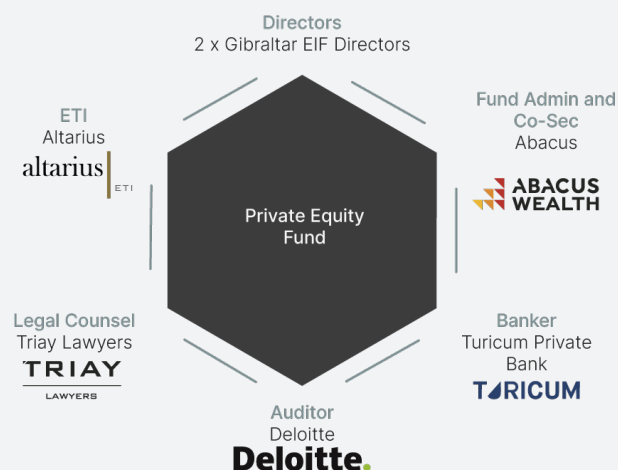 Directors
2 x Gibraltar EIF Directors
Fund Admin and
Co-Sec
Abacus
ABACUS
WEALTH
ETI
Altarius
altarius
ETI
Private Equity
Fund
Legal Counsel
Triay Lawyers
TRIAY
LAWYERS
Banker
Turicum Private
Bank
TURICUM
Auditor
Deloitte
Deloitte.